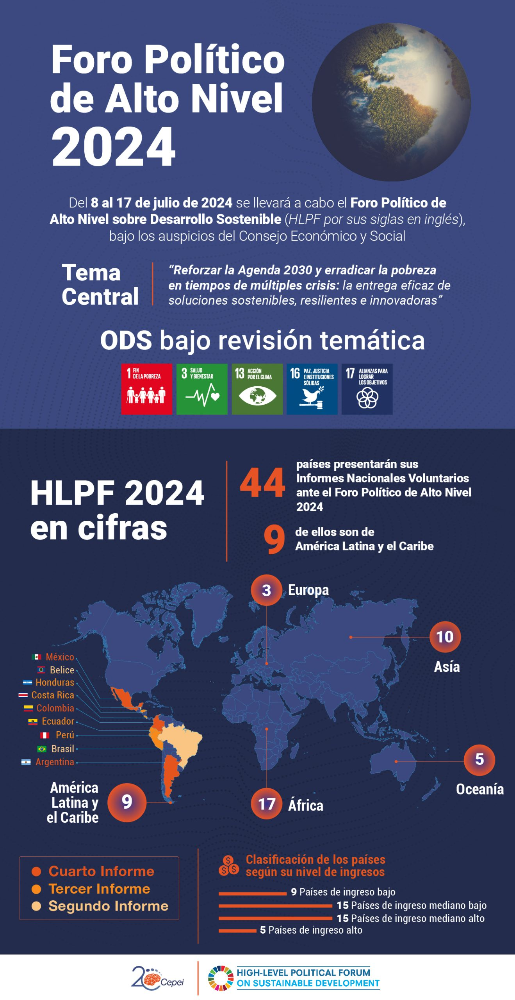 Foro Político
de Alto Nivel
2024
Del 8 al 17 de julio de 2024 se llevará a cabo el Foro Político de
Alto Nivel sobre Desarrollo Sostenible (HLPF por sus siglas en inglés),
bajo los auspicios del Consejo Económico y Social
Tema
Central
“Reforzar la Agenda 2030 y erradicar la pobreza
en tiempos de múltiples crisis: la entrega eficaz de
soluciones sostenibles, resilientes e innovadoras”
ODS bajo revisión temática
1 FIN
DE LA POBREZA
3 SALUD
Y BIENESTAR
13 ACCIÓN
POR EL CLIMA
16 PAZ, JUSTICIA
E INSTITUCIONES
SÓLIDAS
17 ALIANZAS PARA
LOGRAR
LOS OBJETIVOS
HLPF 2024
en cifras
44
países presentarán sus
Informes Nacionales Voluntarios
ante el Foro Político de Alto Nivel
2024
9
de ellos son de
América Latina y el Caribe
3 Europa
10
Asía
México
Belice
Honduras
Costa Rica
Colombia
Ecuador
Perú
Brasil
Argentina
5
Oceanía
América
Latina y
el Caribe
9
17 África
Cuarto Informe
Tercer Informe
Segundo Informe
Clasificación de los países
según su nivel de ingresos
9 Países de ingreso bajo
15 Países de ingreso mediano bajo
15 Países de ingreso mediano alto
5 Países de ingreso alto
20 Cepei
HIGH-LEVEL POLITICAL FORUM
ON SUSTAINABLE DEVELOPMENT